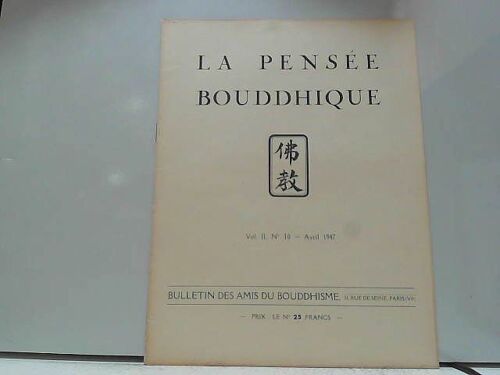 LA PENSÉE
BOUDDHIQUE
佛
教
Vol. II, N° 10 — Avril 1947
BULLETIN DES AMIS DU BOUDDHISME, 31, RUE DE SEINE, PARIS (VIe)
— PRIX : LE N° 25 FRANCS —